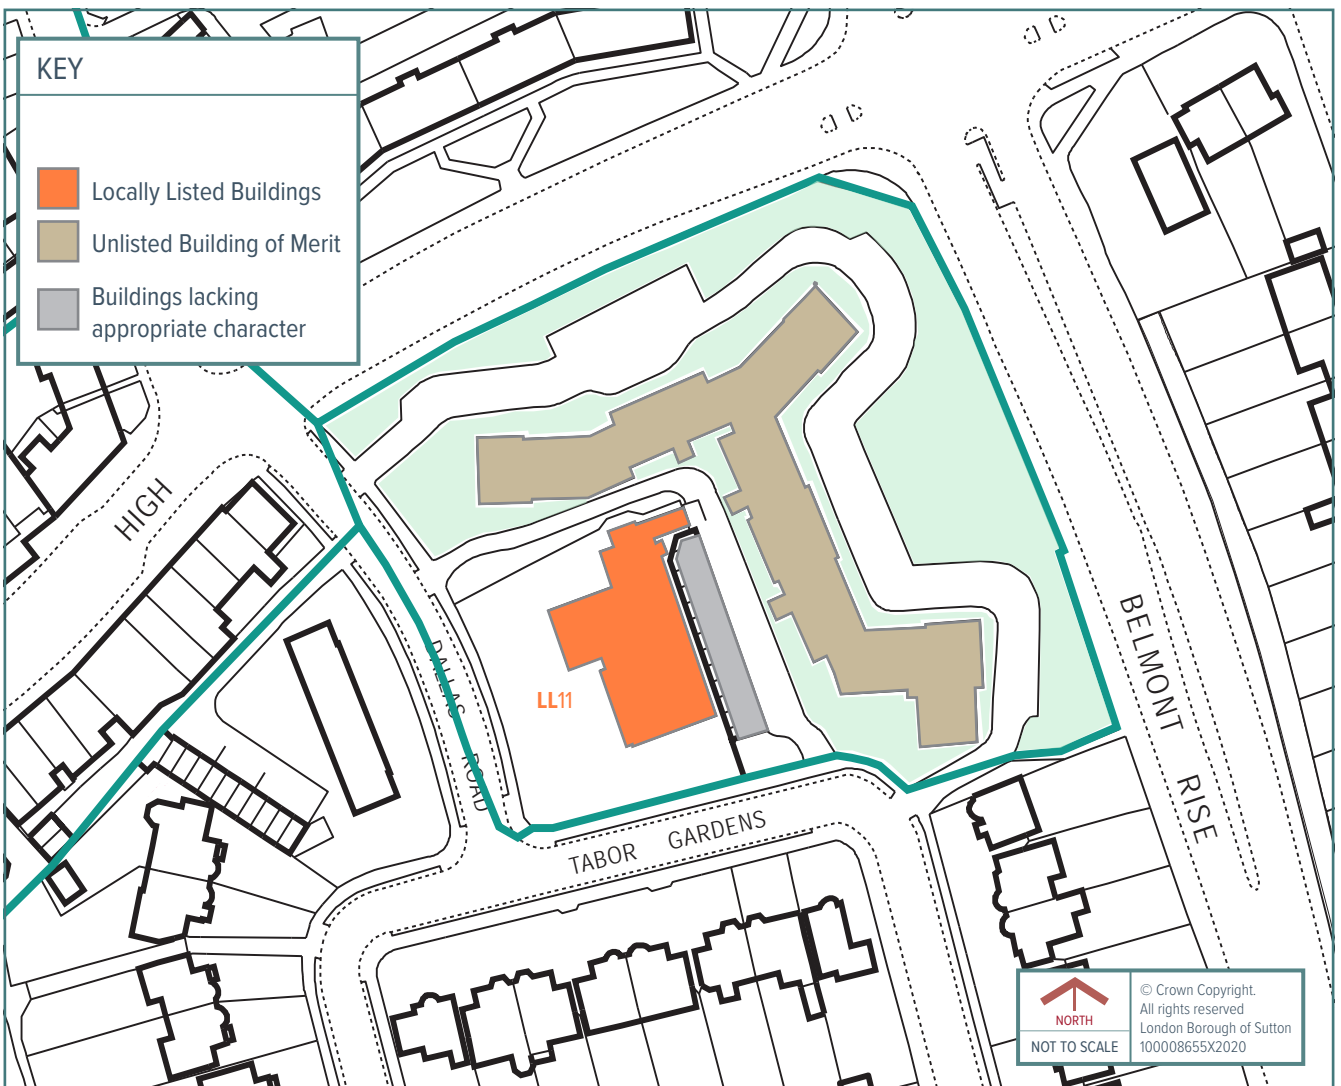 KEY
Locally Listed Buildings
Unlisted Building of Merit
Buildings lacking
appropriate character
HIGH
DALLAS ROAD
LL11
TABOR GARDENS
BELMONT RISE
NORTH
NOT TO SCALE
© Crown Copyright.
All rights reserved
London Borough of Sutton
100008655X2020